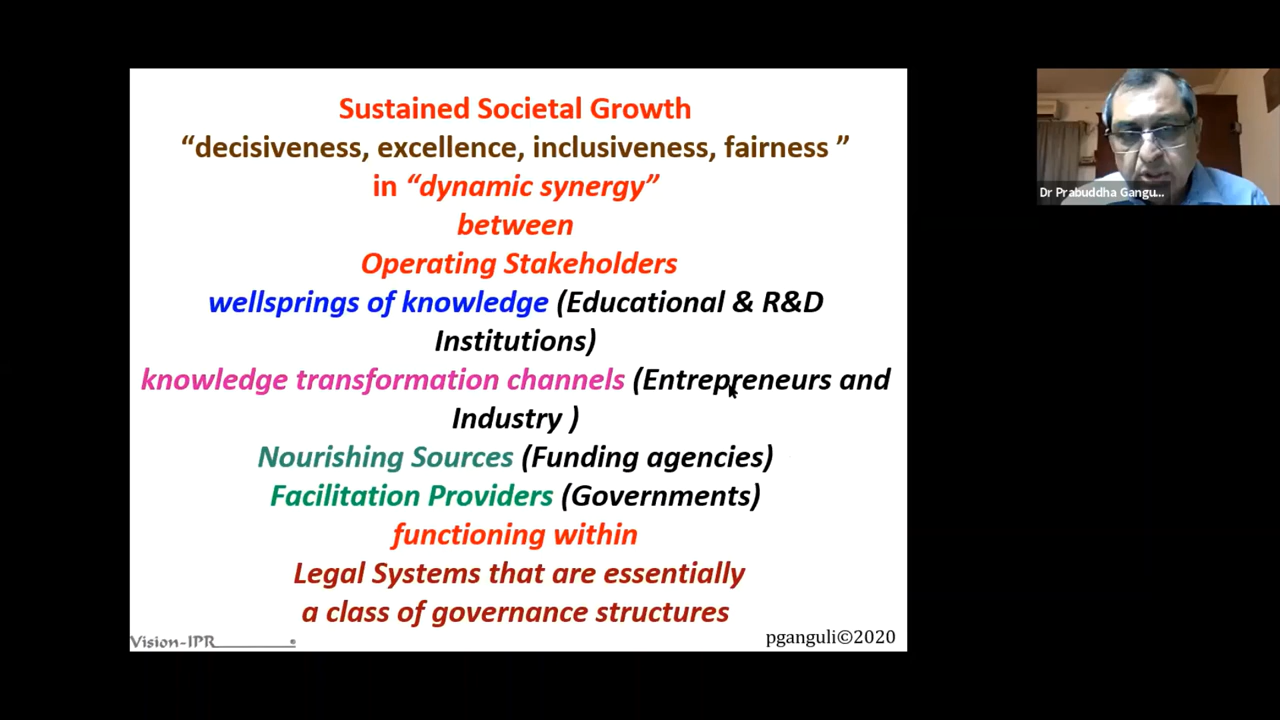 Sustained Societal Growth
“decisiveness, excellence, inclusiveness, fairness ”
in “dynamic synergy”
between
Operating Stakeholders
wellsprings of knowledge (Educational & R&D
Institutions)
knowledge transformation channels (Entrepreneurs and
Industry )
Nourishing Sources (Funding agencies)
Facilitation Providers (Governments)
functioning within
Legal Systems that are essentially
a class of governance structures
Vision-IPR
pganguli©2020
Dr Prabuddha Gangu...